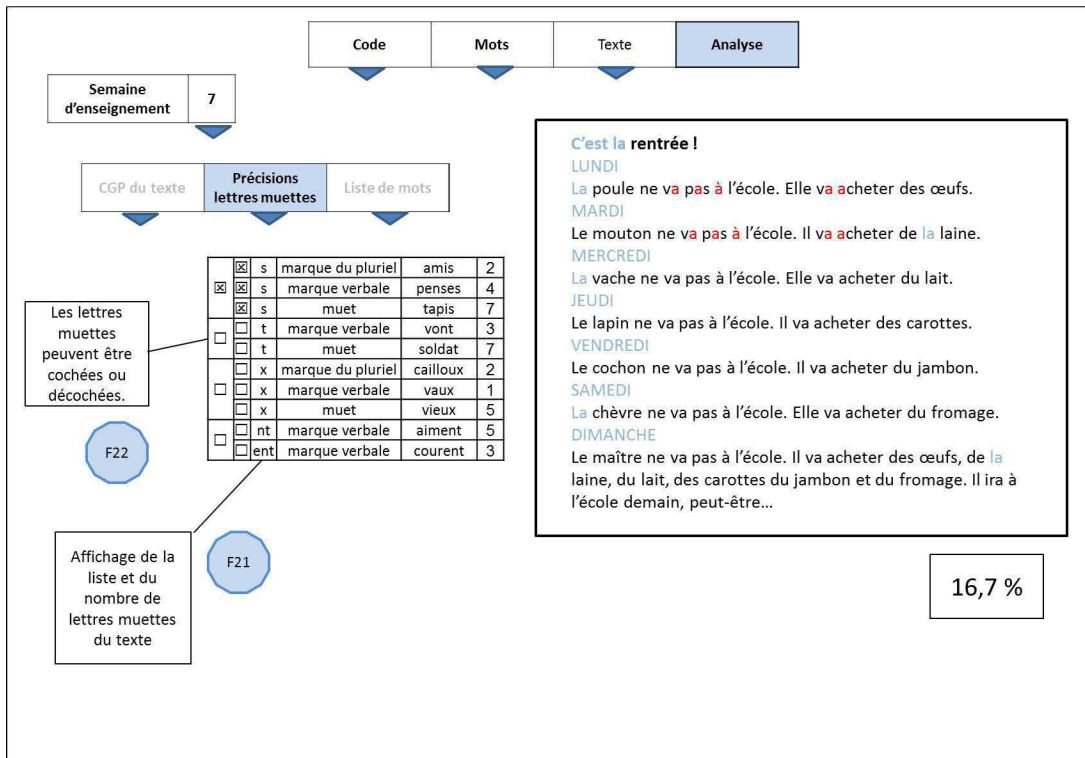 Code Mots Texte Analyse
Semaine
d'enseignement
7
CGP du texte
Précisions
lettres muettes
Liste de mots
☒ ☒ s marque du pluriel amis 2
☒ s marque verbale penses 4
☒ s muet tapis 7
☐ ☐ t marque verbale vont 3
☐ t muet soldat 7
☐ ☐ x marque du pluriel cailloux 2
☐ x marque verbale vaux 1
☐ x muet vieux 5
☐ ☐ nt marque verbale aiment 5
☐ ent marque verbale courent 3
Les lettres
muettes
peuvent être
cochées ou
décochées.
F22
Affichage de la
liste et du
nombre de
lettres muettes
du texte
F21
C'est la rentrée !
LUNDI
La poule ne va pas à l'école. Elle va acheter des œufs.
MARDI
Le mouton ne va pas à l'école. Il va acheter de la laine.
MERCREDI
La vache ne va pas à l'école. Elle va acheter du lait.
JEUDI
Le lapin ne va pas à l'école. Il va acheter des carottes.
VENDREDI
Le cochon ne va pas à l'école. Il va acheter du jambon.
SAMEDI
La chèvre ne va pas à l'école. Elle va acheter du fromage.
DIMANCHE
Le maître ne va pas à l'école. Il va acheter des œufs, de la
laine, du lait, des carottes du jambon et du fromage. Il ira à
l'école demain, peut-être…
16,7 %